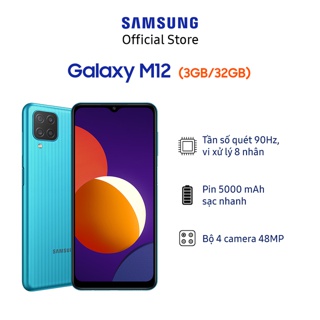 SAMSUNG
Official Store
Galaxy M12 (3GB/32GB)
Tần số quét 90Hz,
vi xử lý 8 nhân
Pin 5000 mAh
sạc nhanh
Bộ 4 camera 48MP
SAMSUNG